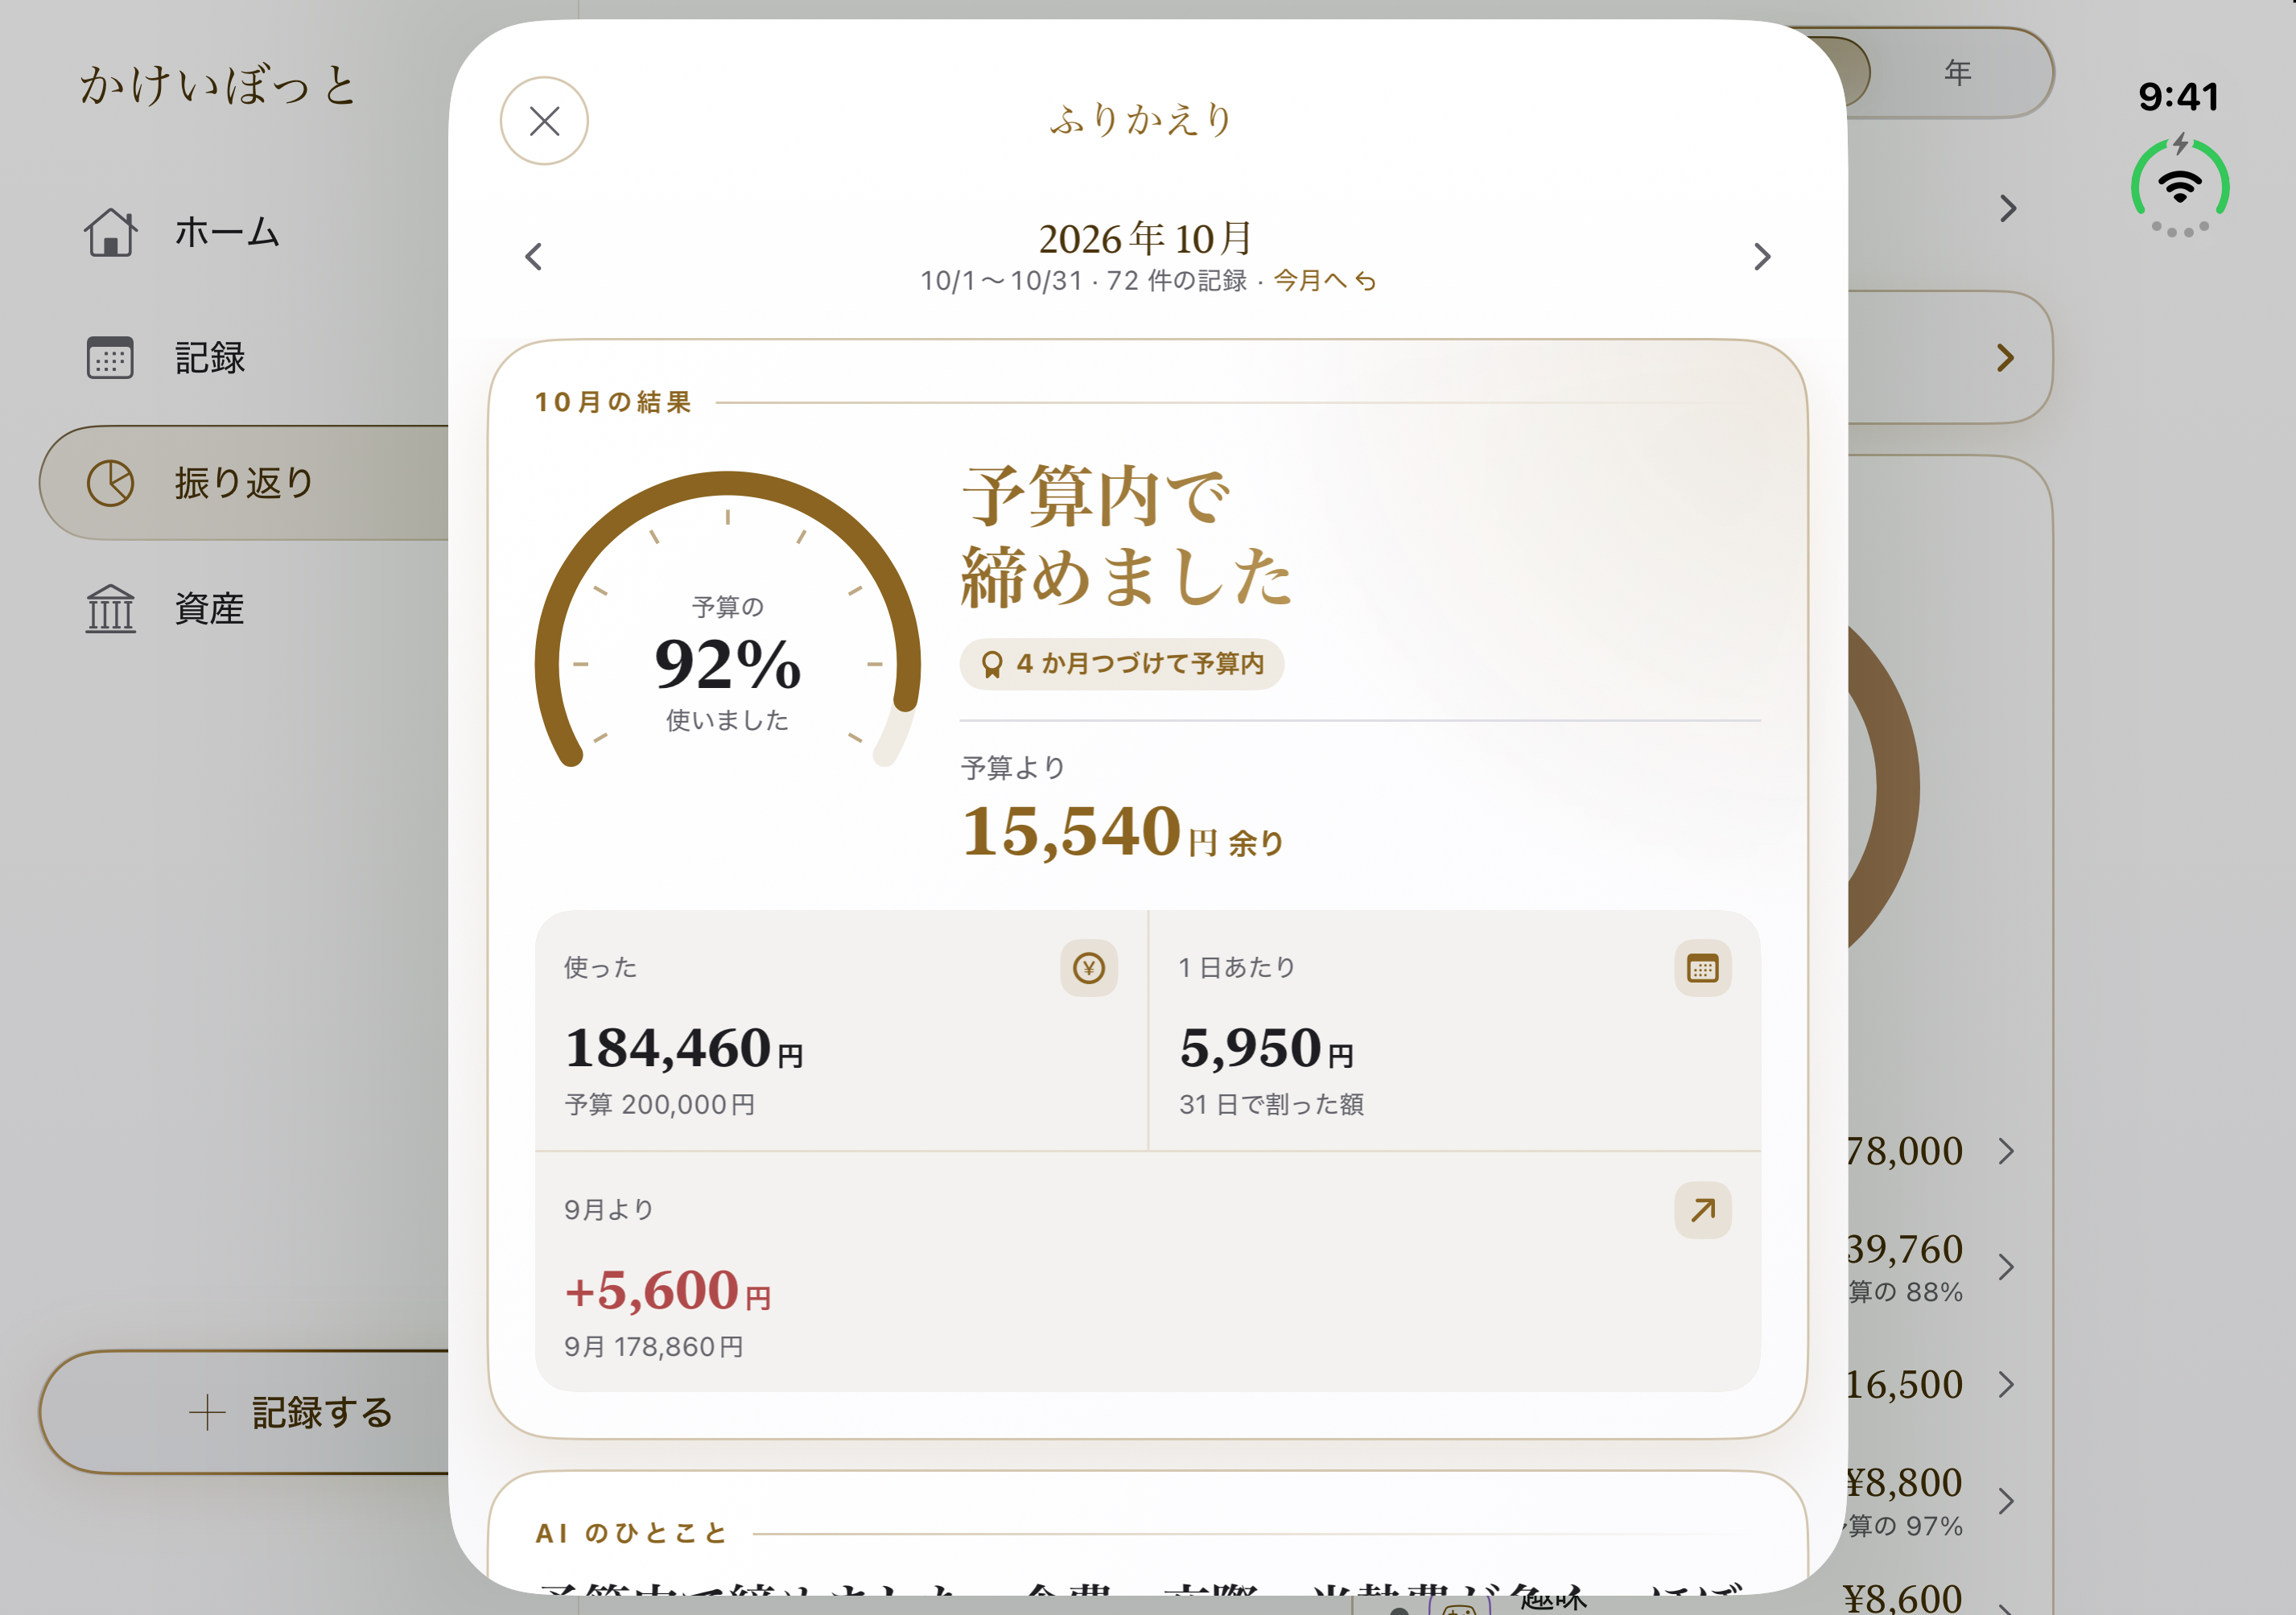 かけいぼっと
ホーム
記録
振り返り
資産
記録する
ふりかえり
2026年 10月
10/1〜10/31 · 72 件の記録 · 今月へ
10月の結果
予算の
92%
使いました
予算内で
締めました
4 か月つづけて予算内
予算より
15,540円 余り
使った
184,460円
予算 200,000円
1 日あたり
5,950円
31 日で割った額
9月より
+5,600円
9月 178,860円
AI のひとこと
年
9:41
78,000
39,760
算の 88%
16,500
¥8,800
算の 97%
¥8,600
趣味